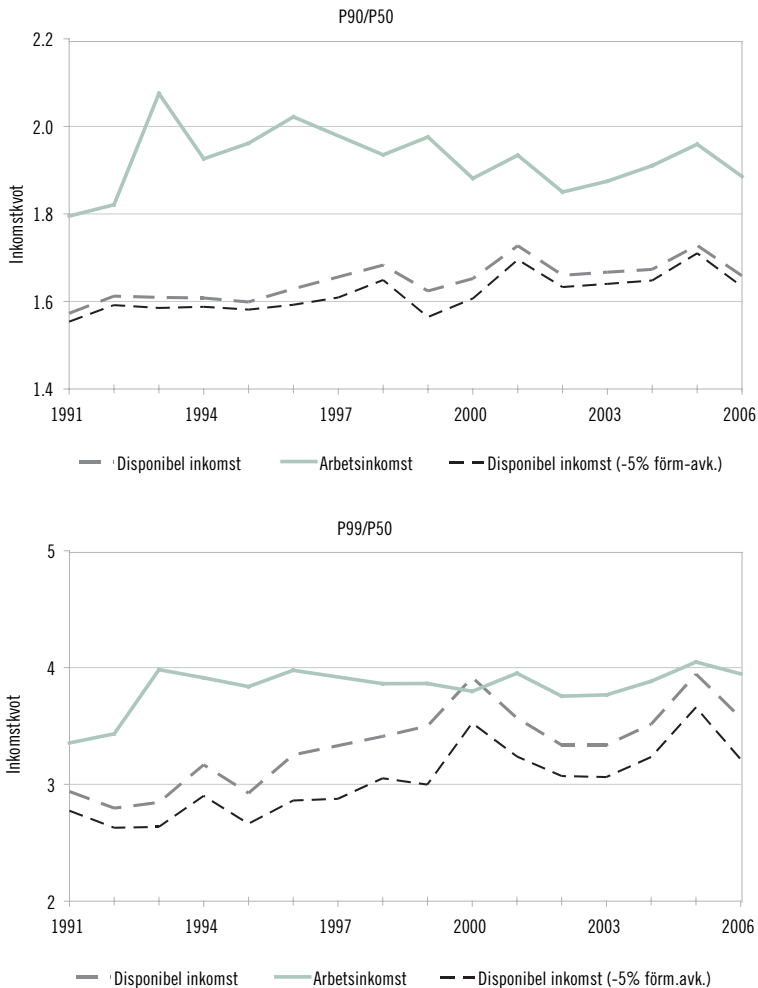 P90/P50
2.2
2.0
1.8
1.6
1.4
Inkomstkvot
1991 1994 1997 2000 2003 2006
Disponibel inkomst Arbetsinkomst Disponibel inkomst (-5% förm-avk.)
P99/P50
5
4
3
2
Inkomstkvot
1991 1994 1997 2000 2003 2006
Disponibel inkomst Arbetsinkomst Disponibel inkomst (-5% förm.avk.)